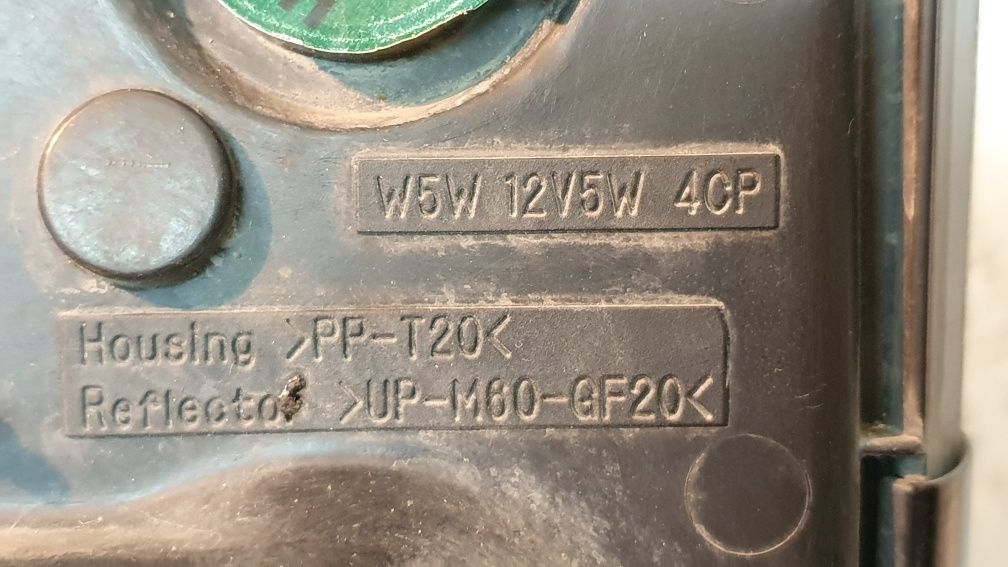 W5W 12V5W 4CP
Housing >PP-T20<
Reflector >UP-M60-GF20<